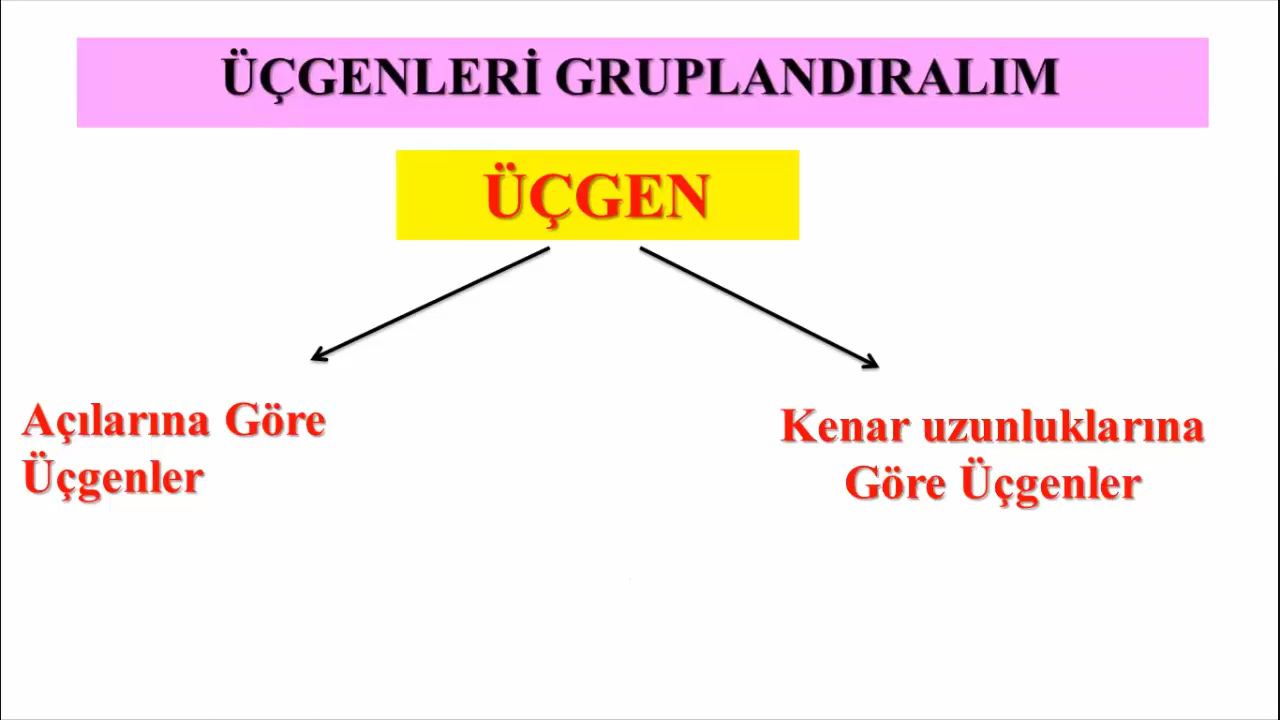 ÜÇGENLERİ GRUPLANDIRALIM
ÜÇGEN
Açılarına Göre
Üçgenler
Kenar uzunluklarına
Göre Üçgenler